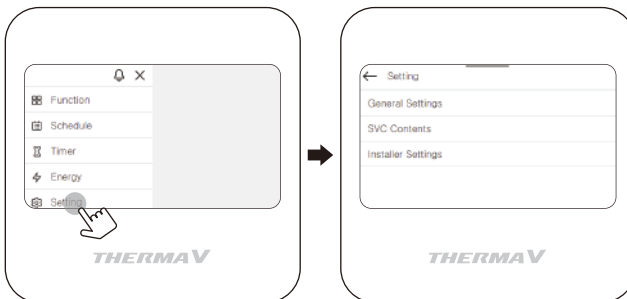 Function
Schedule
Timer
Energy
Setting
THERMA V
Setting
General Settings
SVC Contents
Installer Settings
THERMA V